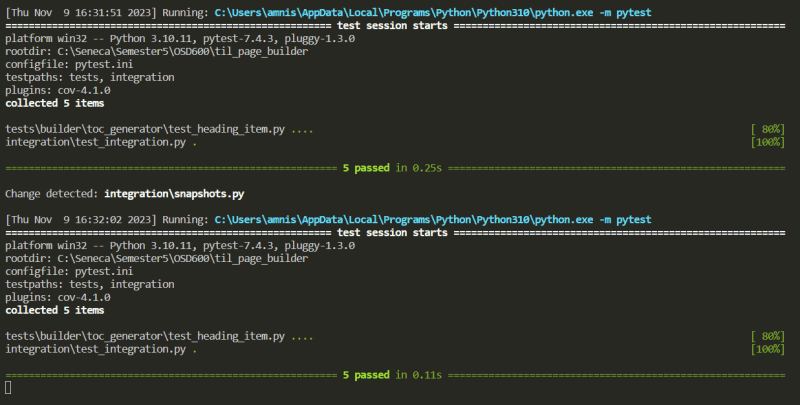 [Thu Nov  9 16:31:51 2023] Running: C:\Users\amnis\AppData\Local\Programs\Python\Python310\python.exe -m pytest
======================================================= test session starts =======================================================
platform win32 -- Python 3.10.11, pytest-7.4.3, pluggy-1.3.0
rootdir: C:\Seneca\Semester5\OSD600\til_page_builder
configfile: pytest.ini
testpaths: tests, integration
plugins: cov-4.1.0
collected 5 items
tests\builder\toc_generator\test_heading_item.py .... [ 80%]
integration\test_integration.py . [100%]
======================================================== 5 passed in 0.25s ========================================================
Change detected: integration\snapshots.py
[Thu Nov  9 16:32:02 2023] Running: C:\Users\amnis\AppData\Local\Programs\Python\Python310\python.exe -m pytest
======================================================= test session starts =======================================================
platform win32 -- Python 3.10.11, pytest-7.4.3, pluggy-1.3.0
rootdir: C:\Seneca\Semester5\OSD600\til_page_builder
configfile: pytest.ini
testpaths: tests, integration
plugins: cov-4.1.0
collected 5 items
tests\builder\toc_generator\test_heading_item.py .... [ 80%]
integration\test_integration.py . [100%]
======================================================== 5 passed in 0.11s ========================================================